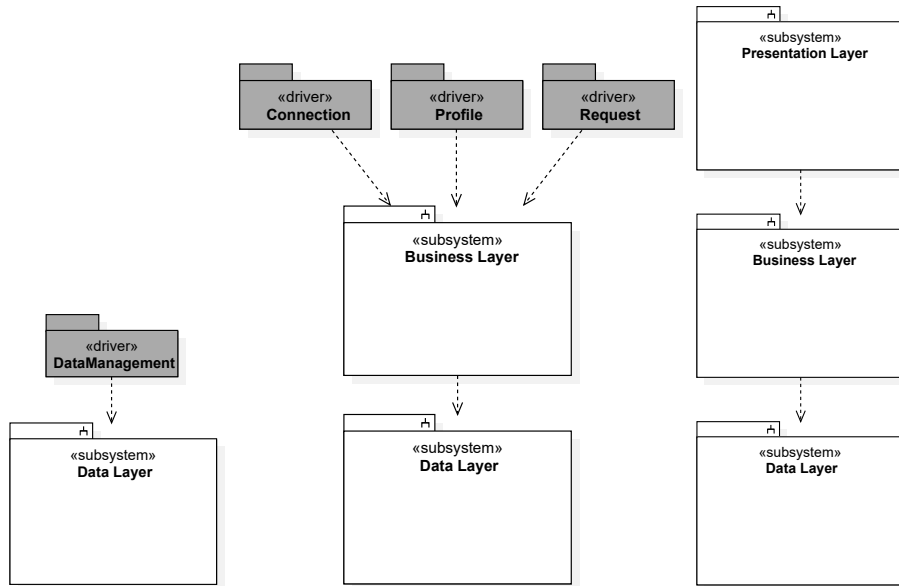 «subsystem»
Presentation Layer
«driver»
Connection
«driver»
Profile
«driver»
Request
«subsystem»
Business Layer
«subsystem»
Business Layer
«driver»
DataManagement
«subsystem»
Data Layer
«subsystem»
Data Layer
«subsystem»
Data Layer